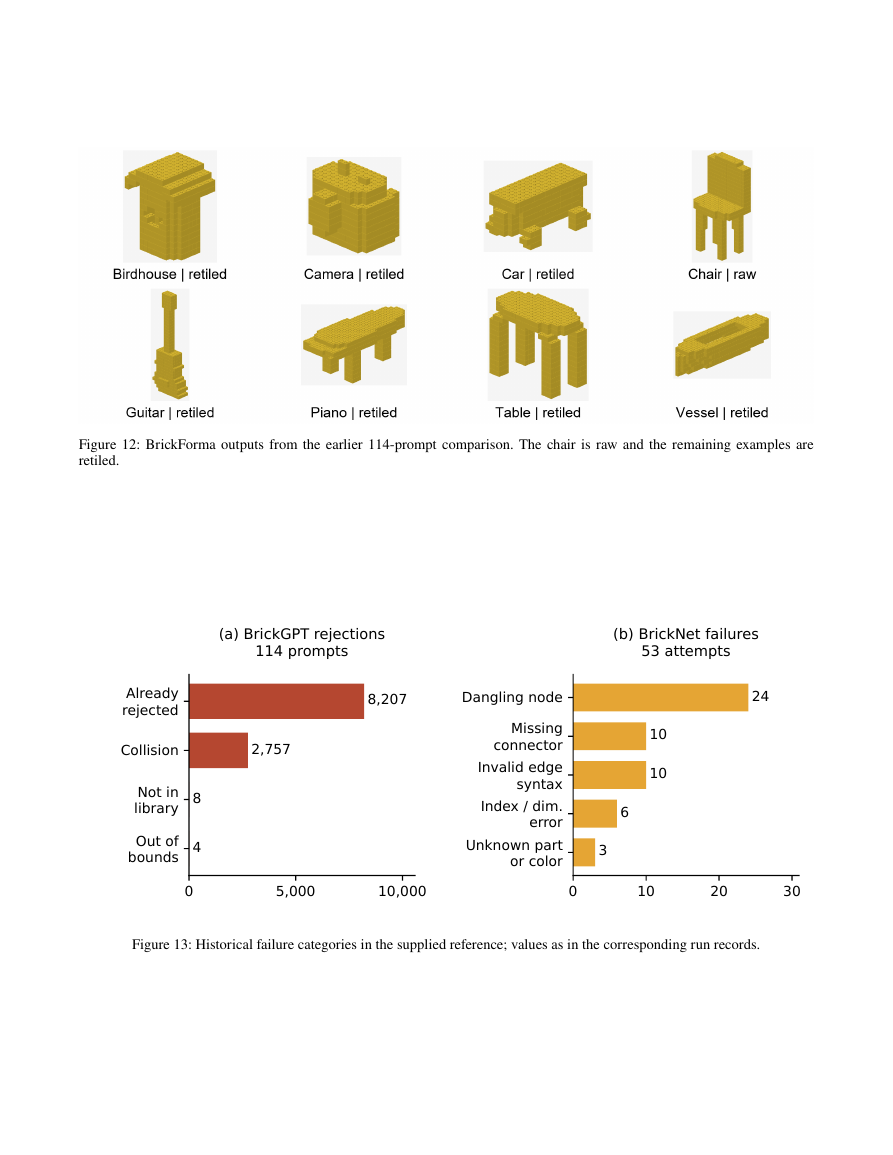 Birdhouse | retiled
Camera | retiled
Car | retiled
Chair | raw
Guitar | retiled
Piano | retiled
Table | retiled
Vessel | retiled
Figure 12: BrickForma outputs from the earlier 114-prompt comparison. The chair is raw and the remaining examples are
retiled.
(a) BrickGPT rejections
114 prompts
Already
rejected
8,207
Collision
2,757
Not in
library
8
Out of
bounds
4
0
5,000
10,000
(b) BrickNet failures
53 attempts
Dangling node
24
Missing
connector
10
Invalid edge
syntax
10
Index / dim.
error
6
Unknown part
or color
3
0
10
20
30
Figure 13: Historical failure categories in the supplied reference; values as in the corresponding run records.